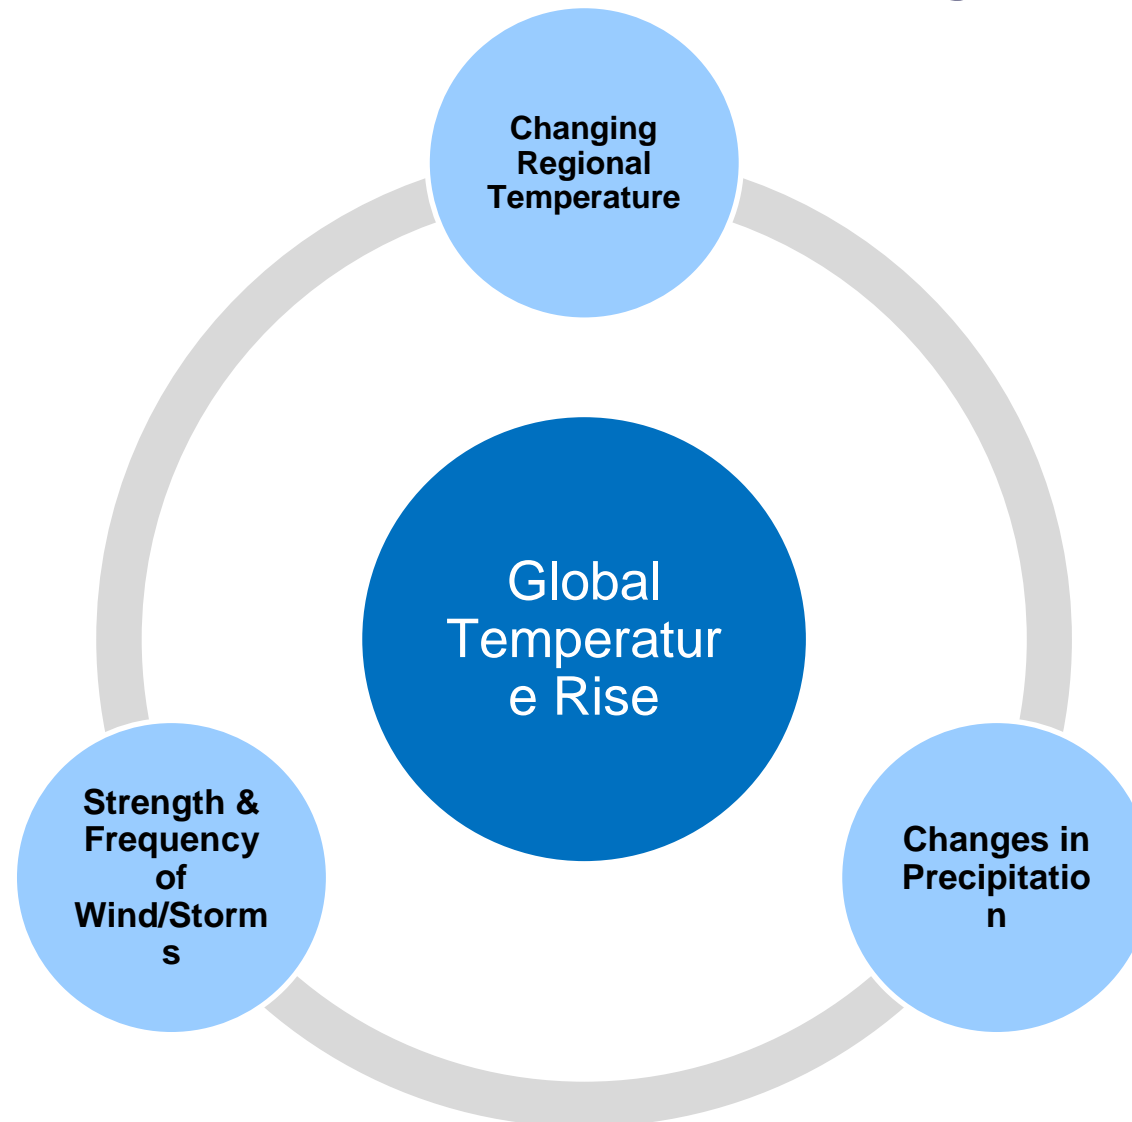 Changing
Regional
Temperature
Global
Temperatur
e Rise
Strength &
Frequency
of
Wind/Storm
s
Changes in
Precipitatio
n